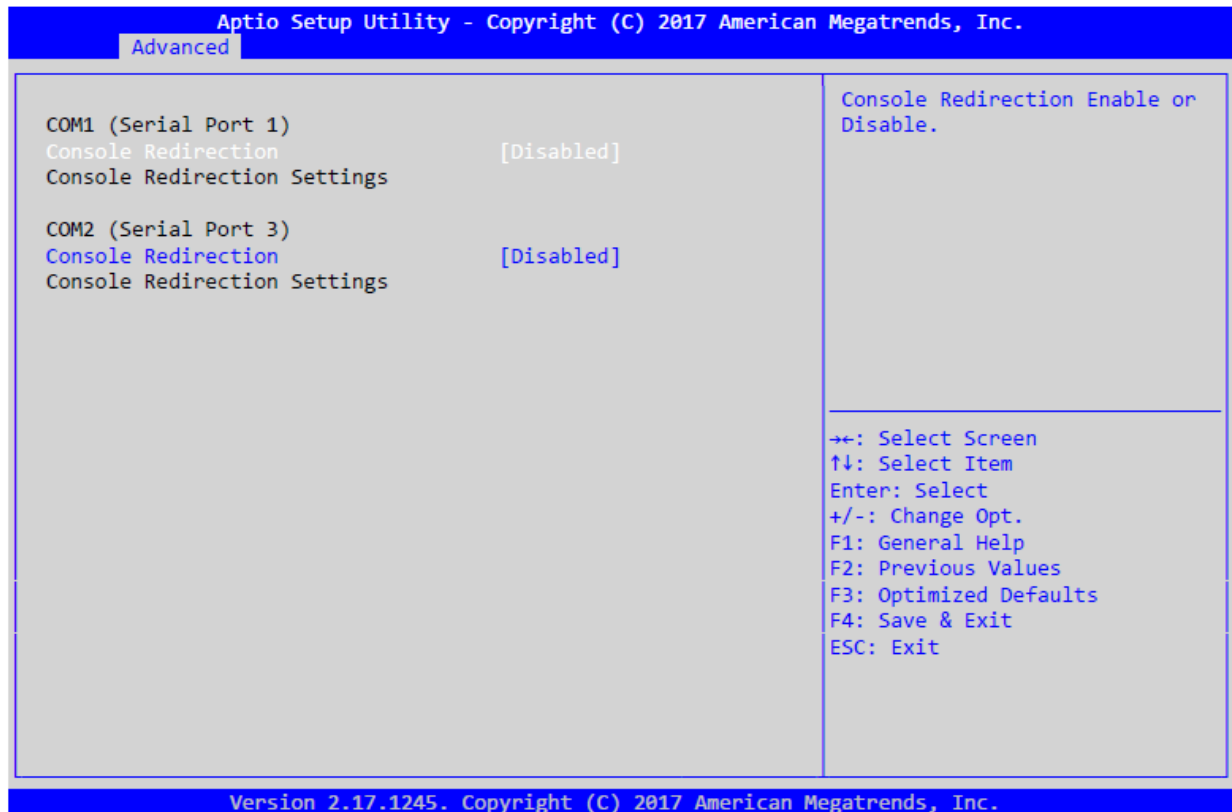 Aptio Setup Utility - Copyright (C) 2017 American Megatrends, Inc.
Advanced
COM1 (Serial Port 1)
Console Redirection [Disabled]
Console Redirection Settings
COM2 (Serial Port 3)
Console Redirection [Disabled]
Console Redirection Settings
Console Redirection Enable or
Disable.
→←: Select Screen
↑↓: Select Item
Enter: Select
+/-: Change Opt.
F1: General Help
F2: Previous Values
F3: Optimized Defaults
F4: Save & Exit
ESC: Exit
Version 2.17.1245. Copyright (C) 2017 American Megatrends, Inc.